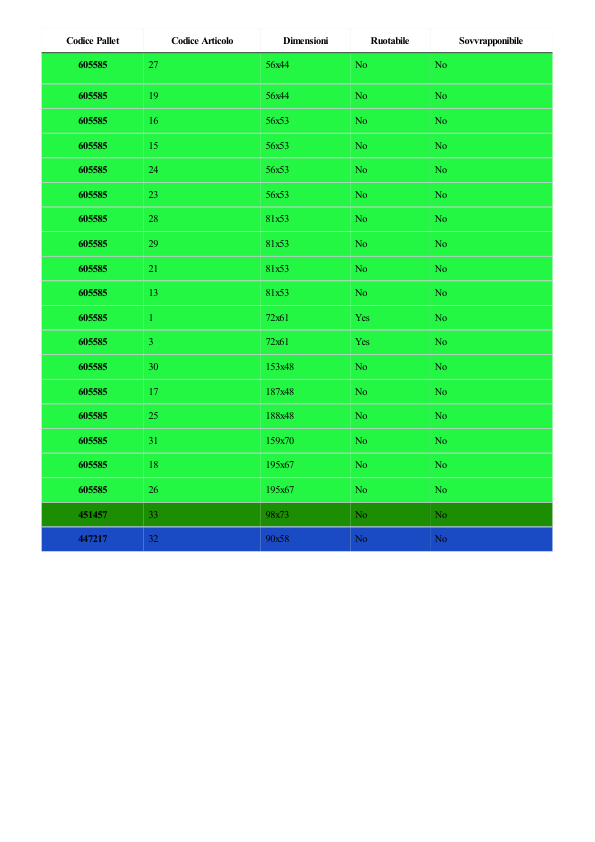 Codice Pallet Codice Articolo Dimensioni Ruotabile Sovvrapponibile
605585 27 56x44 No No
605585 19 56x44 No No
605585 16 56x53 No No
605585 15 56x53 No No
605585 24 56x53 No No
605585 23 56x53 No No
605585 28 81x53 No No
605585 29 81x53 No No
605585 21 81x53 No No
605585 13 81x53 No No
605585 1 72x61 Yes No
605585 3 72x61 Yes No
605585 30 153x48 No No
605585 17 187x48 No No
605585 25 188x48 No No
605585 31 159x70 No No
605585 18 195x67 No No
605585 26 195x67 No No
451457 33 98x73 No No
447217 32 90x58 No No